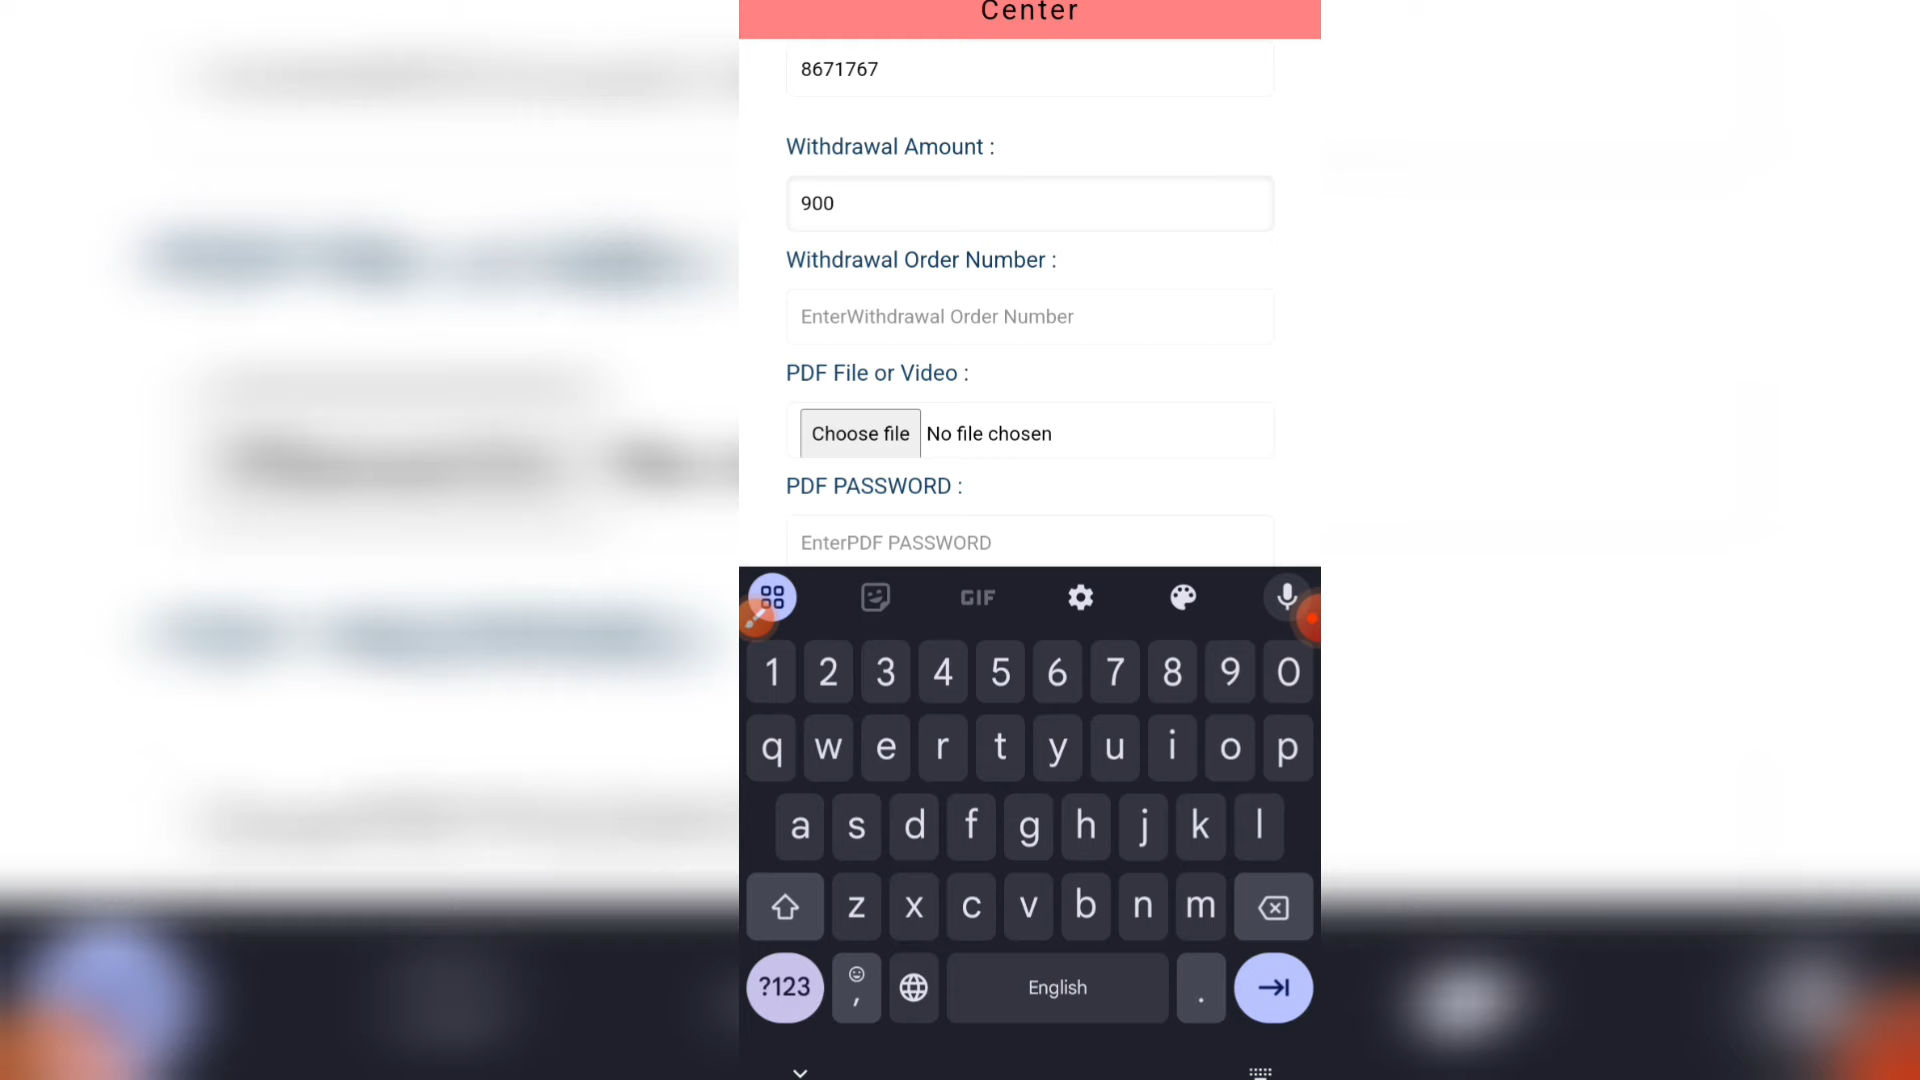 Center
8671767
Withdrawal Amount :
900
Withdrawal Order Number :
EnterWithdrawal Order Number
PDF File or Video :
Choose file No file chosen
PDF PASSWORD :
EnterPDF PASSWORD
GIF
1 2 3 4 5 6 7 8 9 0
q w e r t y u i o p
a s d f g h j k l
z x c v b n m
?123 , English .